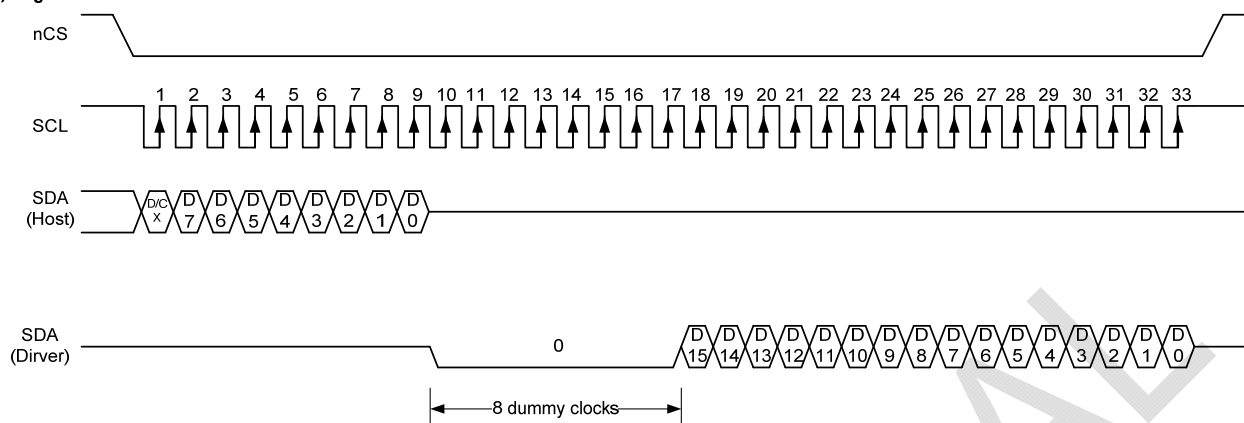 nCS
1 2 3 4 5 6 7 8 9 10 11 12 13 14 15 16 17 18 19 20 21 22 23 24 25 26 27 28 29 30 31 32 33
SCL
SDA
(Host)
D/C
X
D D D D D D D D
7 6 5 4 3 2 1 0
SDA
(Dirver)
0
D D D D D D D D D D D D D D D D
15 14 13 12 11 10 9 8 7 6 5 4 3 2 1 0
8 dummy clocks
AL